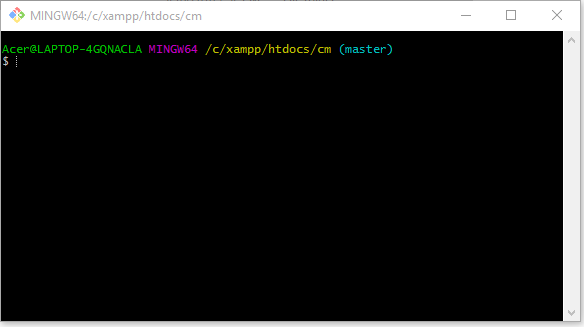 MINGW64:/c/xampp/htdocs/cm
Acer@LAPTOP-4GQNACLA MINGW64 /c/xampp/htdocs/cm (master)
$